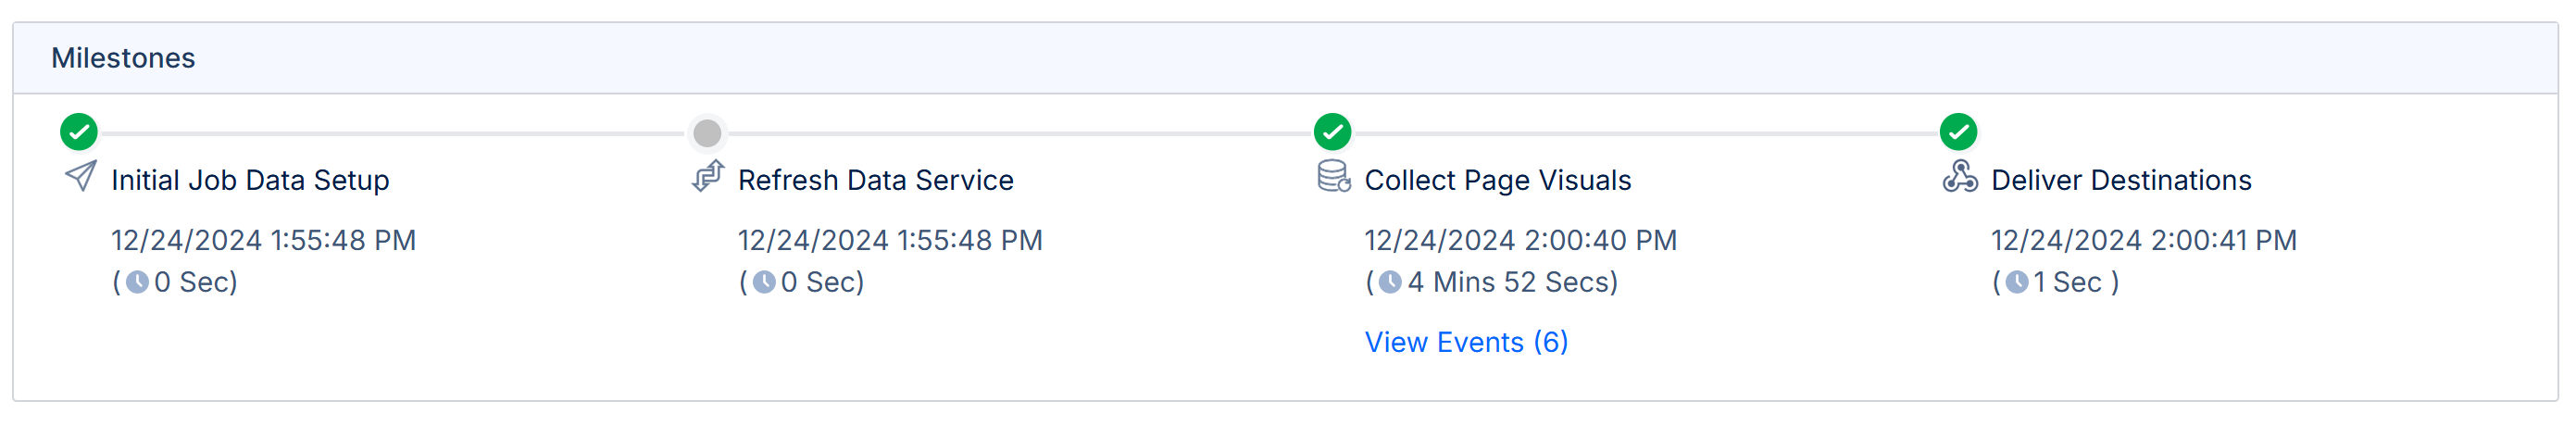 Milestones
Initial Job Data Setup
12/24/2024 1:55:48 PM
(0 Sec)
Refresh Data Service
12/24/2024 1:55:48 PM
(0 Sec)
Collect Page Visuals
12/24/2024 2:00:40 PM
(4 Mins 52 Secs)
View Events (6)
Deliver Destinations
12/24/2024 2:00:41 PM
(1 Sec )